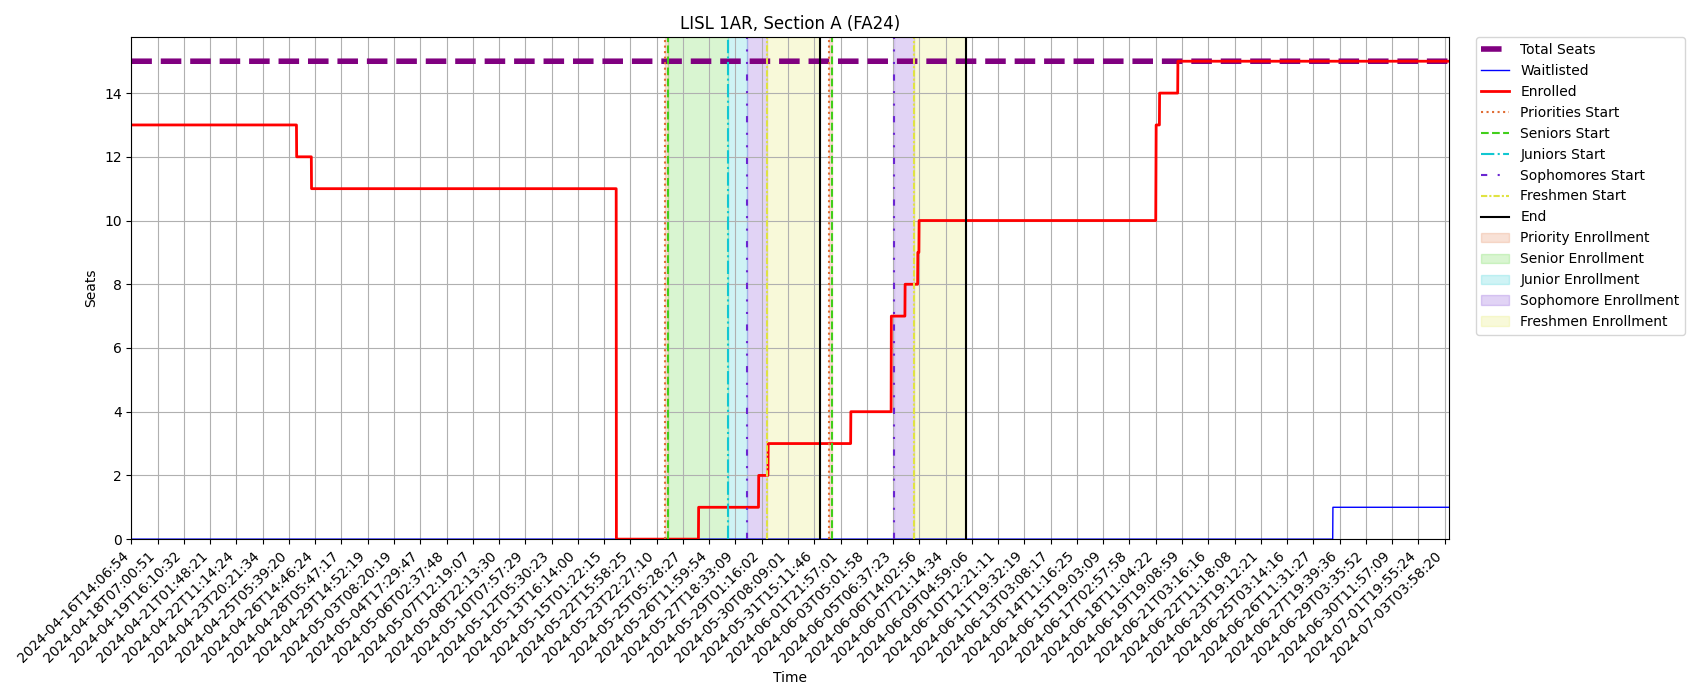 LISL 1AR, Section A (FA24)
Total Seats
Waitlisted
Enrolled
Priorities Start
Seniors Start
Juniors Start
Sophomores Start
Freshmen Start
End
Priority Enrollment
Senior Enrollment
Junior Enrollment
Sophomore Enrollment
Freshmen Enrollment
Seats
14
12
10
8
6
4
2
0
2024-04-16T14:06:54
2024-04-18T07:00:51
2024-04-19T16:10:32
2024-04-21T01:48:21
2024-04-22T11:14:24
2024-04-23T20:21:34
2024-04-25T05:39:20
2024-04-26T14:46:24
2024-04-28T05:47:17
2024-04-29T14:52:19
2024-05-03T08:20:19
2024-05-04T17:29:47
2024-05-07T12:37:48
2024-05-07T12:19:07
2024-05-08T22:13:30
2024-05-10T07:57:29
2024-05-12T05:30:23
2024-05-13T16:14:00
2024-05-15T01:22:15
2024-05-22T15:58:25
2024-05-23T22:27:10
2024-05-25T05:28:27
2024-05-26T11:59:54
2024-05-27T18:33:09
2024-05-29T01:16:02
2024-05-30T08:09:01
2024-05-31T15:11:46
2024-06-01T21:57:01
2024-06-03T05:01:58
2024-06-05T06:37:23
2024-06-06T14:02:56
2024-06-07T21:14:34
2024-06-09T04:59:06
2024-06-10T12:21:11
2024-06-11T19:32:19
2024-06-13T03:08:17
2024-06-14T11:16:25
2024-06-15T19:03:09
2024-06-17T02:57:58
2024-06-18T11:04:22
2024-06-19T19:08:59
2024-06-21T03:16:16
2024-06-22T11:18:08
2024-06-23T19:12:21
2024-06-25T03:14:16
2024-06-26T11:31:27
2024-06-27T19:39:36
2024-06-29T03:35:52
2024-06-30T11:57:09
2024-07-01T19:55:24
2024-07-03T03:58:20
Time